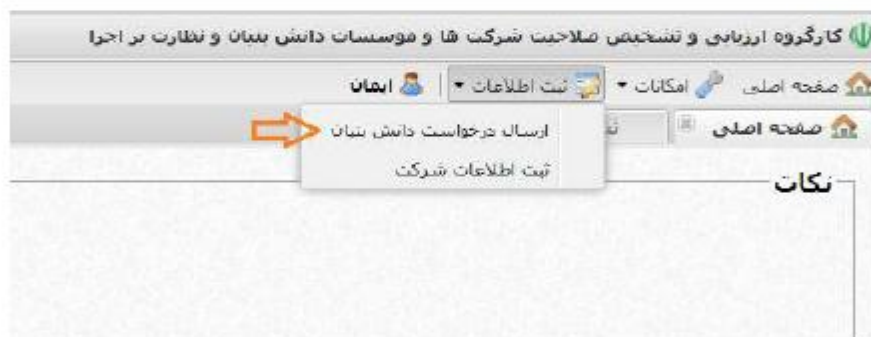 کارگروه ارزیابی و تشخیص صلاحیت شرکت ها و موسسات دانش بنیان و نظارت بر اجرا
صفحه اصلی امکانات ثبت اطلاعات ایمان
صفحه اصلی
ارسال درخواست دانش بنیان
ثبت اطلاعات شرکت
نکات